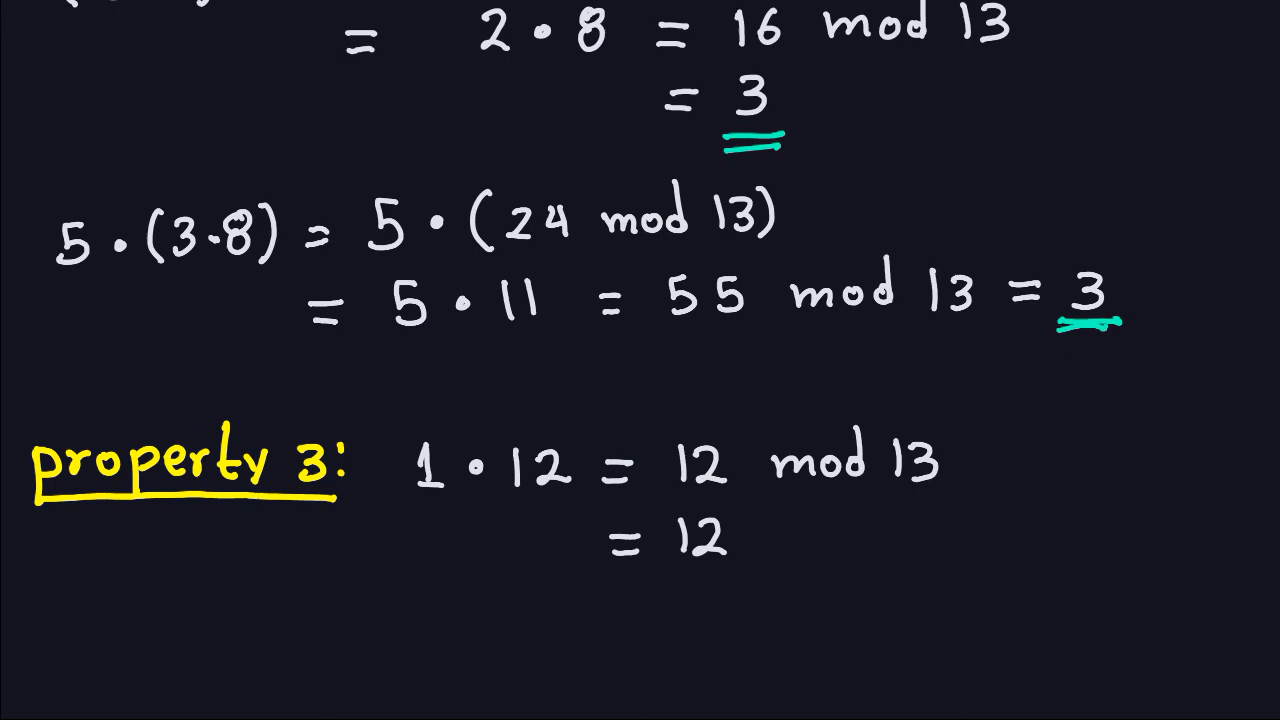 = 2 • 8 = 16 mod 13
= 3
5 • (3•8) = 5 • (24 mod 13)
= 5 • 11 = 55 mod 13 = 3
property 3: 1 • 12 = 12 mod 13
= 12